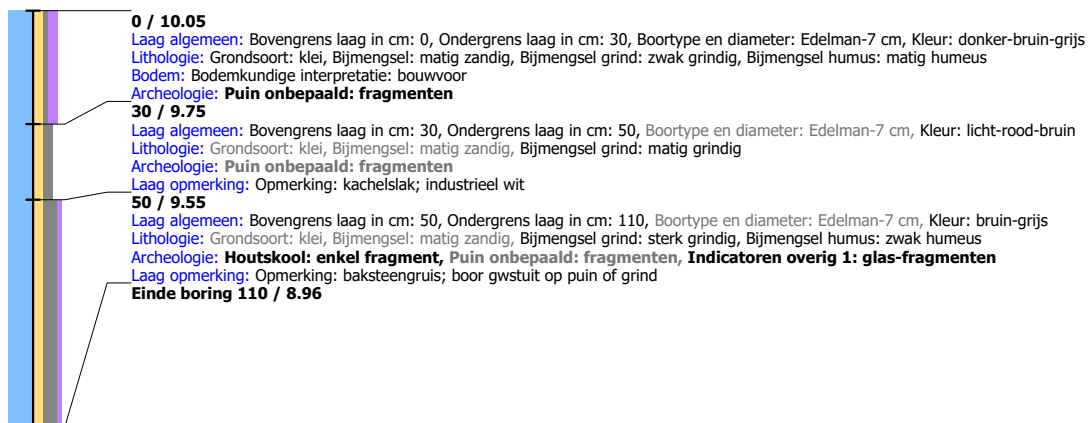 0 / 10.05
Laag algemeen: Bovengrens laag in cm: 0, Ondergrens laag in cm: 30, Boortype en diameter: Edelman-7 cm, Kleur: donker-bruin-grijs
Lithologie: Grondsoort: klei, Bijmengsel: matig zandig, Bijmengsel grind: zwak grindig, Bijmengsel humus: matig humeus
Bodem: Bodemkundige interpretatie: bouwvoor
Archeologie: Puin onbepaald: fragmenten
30 / 9.75
Laag algemeen: Bovengrens laag in cm: 30, Ondergrens laag in cm: 50, Boortype en diameter: Edelman-7 cm, Kleur: licht-rood-bruin
Lithologie: Grondsoort: klei, Bijmengsel: matig zandig, Bijmengsel grind: matig grindig
Archeologie: Puin onbepaald: fragmenten
Laag opmerking: Opmerking: kachelslak; industrieel wit
50 / 9.55
Laag algemeen: Bovengrens laag in cm: 50, Ondergrens laag in cm: 110, Boortype en diameter: Edelman-7 cm, Kleur: bruin-grijs
Lithologie: Grondsoort: klei, Bijmengsel: matig zandig, Bijmengsel grind: sterk grindig, Bijmengsel humus: zwak humeus
Archeologie: Houtskool: enkel fragment, Puin onbepaald: fragmenten, Indicatoren overig 1: glas-fragmenten
Laag opmerking: Opmerking: baksteengruis; boor gwstuit op puin of grind
Einde boring 110 / 8.96